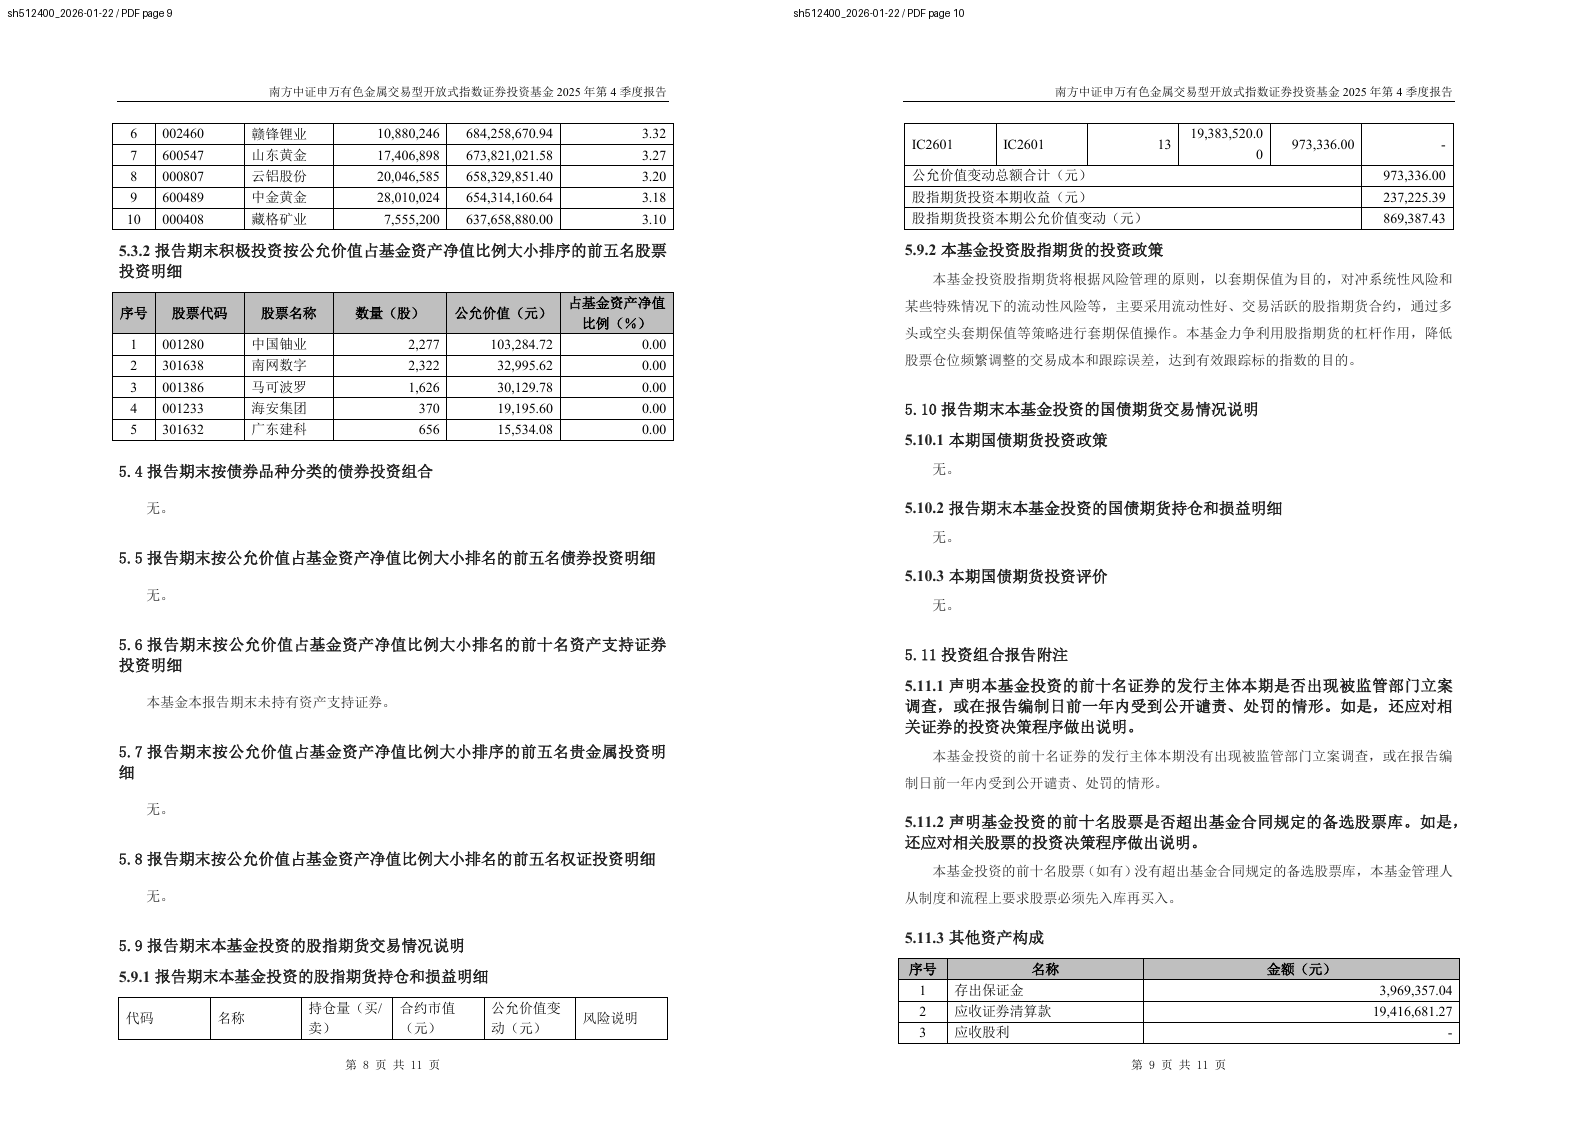 sh512400_2026-01-22 / PDF page 9
南方中证申万有色金属交易型开放式指数证券投资基金 2025 年第 4 季度报告
6 002460 赣锋锂业 10,880,246 684,258,670.94 3.32
7 600547 山东黄金 17,406,898 673,821,021.58 3.27
8 000807 云铝股份 20,046,585 658,329,851.40 3.20
9 600489 中金黄金 28,010,024 654,314,160.64 3.18
10 000408 藏格矿业 7,555,200 637,658,880.00 3.10
5.3.2 报告期末积极投资按公允价值占基金资产净值比例大小排序的前五名股票
投资明细
序号 股票代码 股票名称 数量（股） 公允价值（元） 占基金资产净值
比例（%）
1 001280 中国铀业 2,277 103,284.72 0.00
2 301638 南网数字 2,322 32,995.62 0.00
3 001386 马可波罗 1,626 30,129.78 0.00
4 001233 海安集团 370 19,195.60 0.00
5 301632 广东建科 656 15,534.08 0.00
5.4 报告期末按债券品种分类的债券投资组合
无。
5.5 报告期末按公允价值占基金资产净值比例大小排名的前五名债券投资明细
无。
5.6 报告期末按公允价值占基金资产净值比例大小排名的前十名资产支持证券
投资明细
本基金本报告期末未持有资产支持证券。
5.7 报告期末按公允价值占基金资产净值比例大小排序的前五名贵金属投资明
细
无。
5.8 报告期末按公允价值占基金资产净值比例大小排名的前五名权证投资明细
无。
5.9 报告期末本基金投资的股指期货交易情况说明
5.9.1 报告期末本基金投资的股指期货持仓和损益明细
代码 名称 持仓量（买/
卖） 合约市值
（元） 公允价值变
动（元） 风险说明
第 8 页 共 11 页
sh512400_2026-01-22 / PDF page 10
南方中证申万有色金属交易型开放式指数证券投资基金 2025 年第 4 季度报告
IC2601 IC2601 13 19,383,520.0
0 973,336.00 -
公允价值变动总额合计（元） 973,336.00
股指期货投资本期收益（元） 237,225.39
股指期货投资本期公允价值变动（元） 869,387.43
5.9.2 本基金投资股指期货的投资政策
本基金投资股指期货将根据风险管理的原则，以套期保值为目的，对冲系统性风险和
某些特殊情况下的流动性风险等，主要采用流动性好、交易活跃的股指期货合约，通过多
头或空头套期保值等策略进行套期保值操作。本基金力争利用股指期货的杠杆作用，降低
股票仓位频繁调整的交易成本和跟踪误差，达到有效跟踪标的指数的目的。
5.10 报告期末本基金投资的国债期货交易情况说明
5.10.1 本期国债期货投资政策
无。
5.10.2 报告期末本基金投资的国债期货持仓和损益明细
无。
5.10.3 本期国债期货投资评价
无。
5.11 投资组合报告附注
5.11.1 声明本基金投资的前十名证券的发行主体本期是否出现被监管部门立案
调查，或在报告编制日前一年内受到公开谴责、处罚的情形。如是，还应对相
关证券的投资决策程序做出说明。
本基金投资的前十名证券的发行主体本期没有出现被监管部门立案调查，或在报告编
制日前一年内受到公开谴责、处罚的情形。
5.11.2 声明基金投资的前十名股票是否超出基金合同规定的备选股票库。如是，
还应对相关股票的投资决策程序做出说明。
本基金投资的前十名股票（如有）没有超出基金合同规定的备选股票库，本基金管理人
从制度和流程上要求股票必须先入库再买入。
5.11.3 其他资产构成
序号 名称 金额（元）
1 存出保证金 3,969,357.04
2 应收证券清算款 19,416,681.27
3 应收股利 -
第 9 页 共 11 页